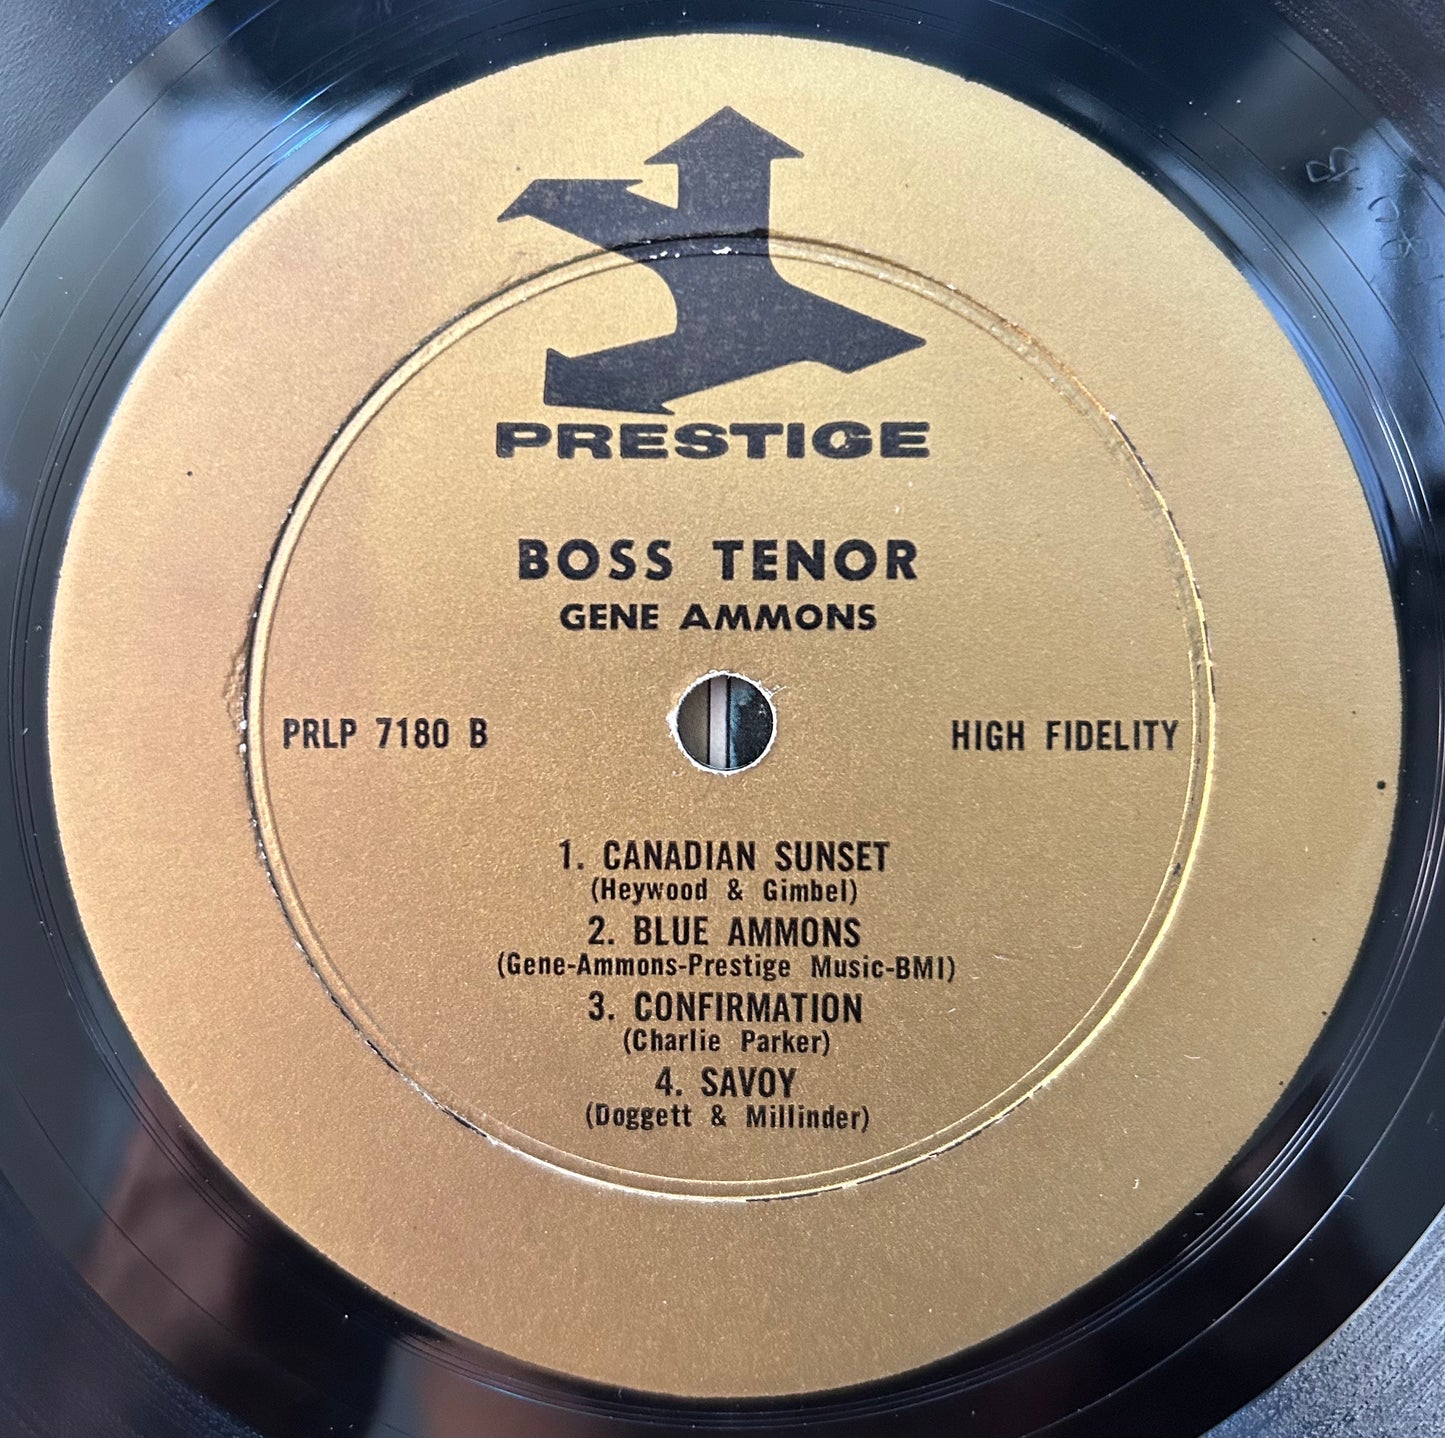 PRESTIGE
BOSS TENOR
GENE AMMONS
PRLP 7180 B
HIGH FIDELITY
1. CANADIAN SUNSET
(Heywood & Gimbel)
2. BLUE AMMONS
(Gene-Ammons-Prestige Music-BMI)
3. CONFIRMATION
(Charlie Parker)
4. SAVOY
(Doggett & Millinder)